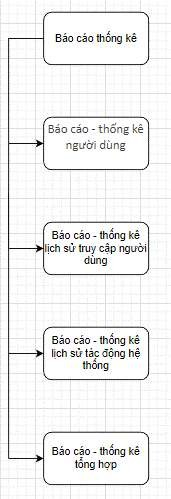 Báo cáo thống kê
Báo cáo - thống kê
người dùng
Báo cáo - thống kê
lịch sử truy cập người
dùng
Báo cáo - thống kê
lịch sử tác động hệ
thống
Báo cáo - thống kê
tổng hợp